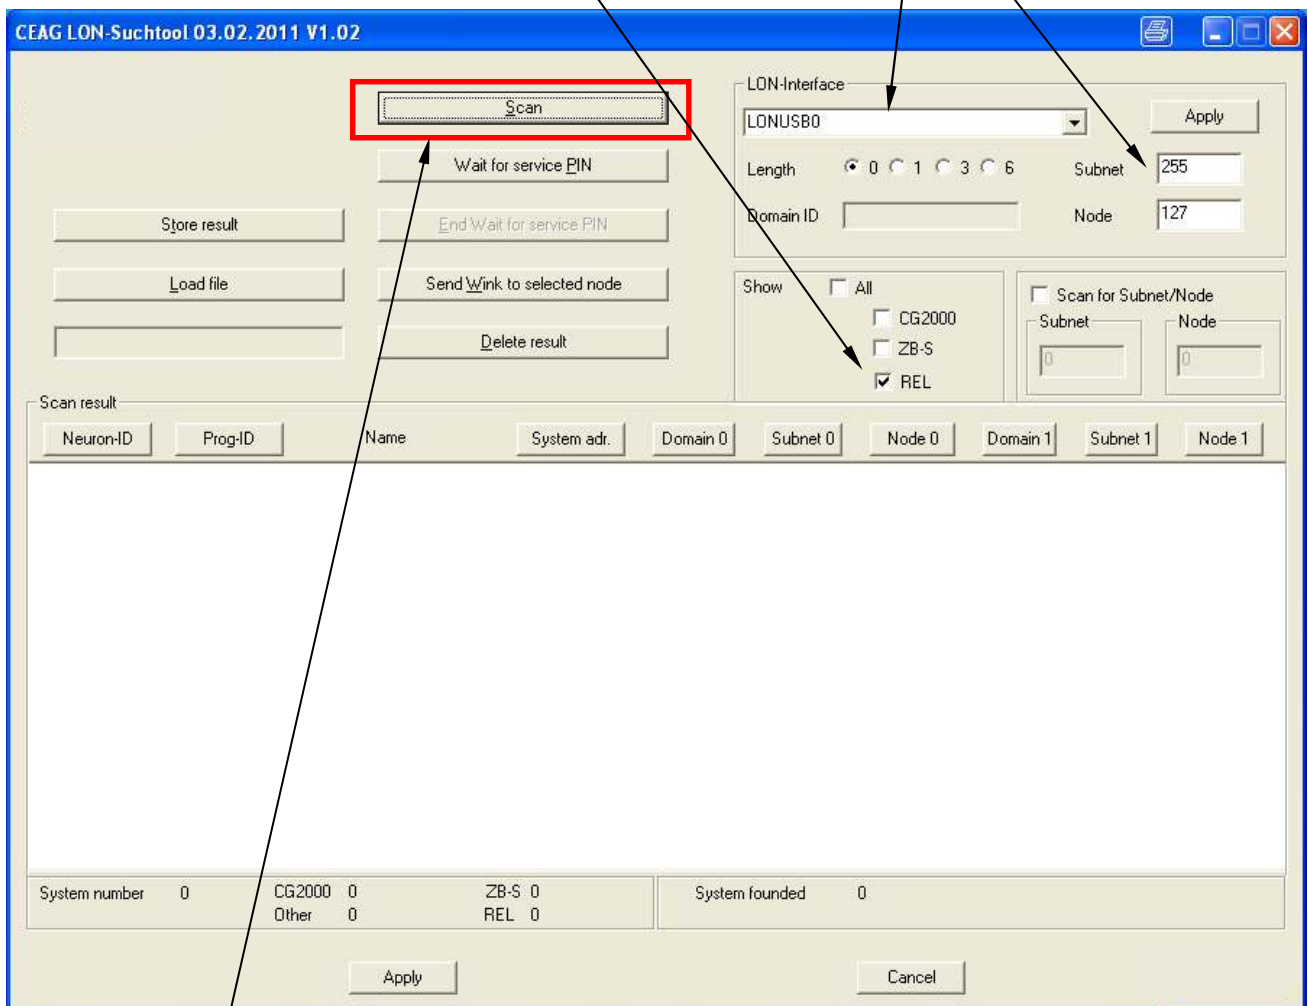 CEAG LON-Suchtool 03.02.2011 V1.02
Scan
Wait for service PIN
End Wait for service PIN
Store result
Load file
Send Wink to selected node
Delete result
LON-Interface
LONUSB0
Apply
Length 0 1 3 6 Subnet 255
Domain ID Node 127
Show All
CG2000
ZB-S
REL
Scan for Subnet/Node
Subnet Node
0 0
Scan result
Neuron-ID Prog-ID Name System adr. Domain 0 Subnet 0 Node 0 Domain 1 Subnet 1 Node 1
System number 0 CG2000 0 ZB-S 0 System founded 0
Other 0 REL 0
Apply Cancel